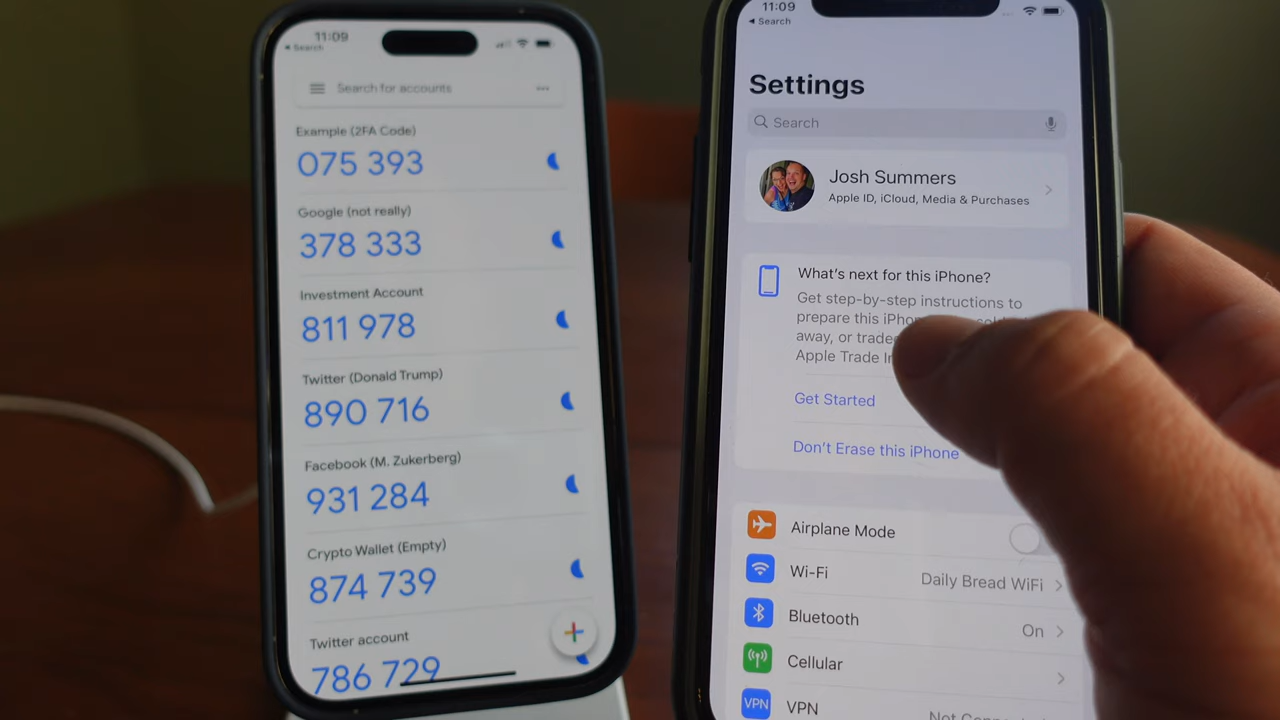 11:09
Search
Search for accounts
Example (2FA Code)
075 393
Google (not really)
378 333
Investment Account
811 978
Twitter (Donald Trump)
890 716
Facebook (M. Zukerberg)
931 284
Crypto Wallet (Empty)
874 739
Twitter account
786 729
11:09
Search
Settings
Search
Josh Summers
Apple ID, iCloud, Media & Purchases
What's next for this iPhone?
Get step-by-step instructions to
prepare this
away, or
Apple Trade
Get Started
Don't Erase this iPhone
Airplane Mode
Wi-Fi
Daily Bread WiFi
Bluetooth
On
Cellular
VPN
VPN
Not